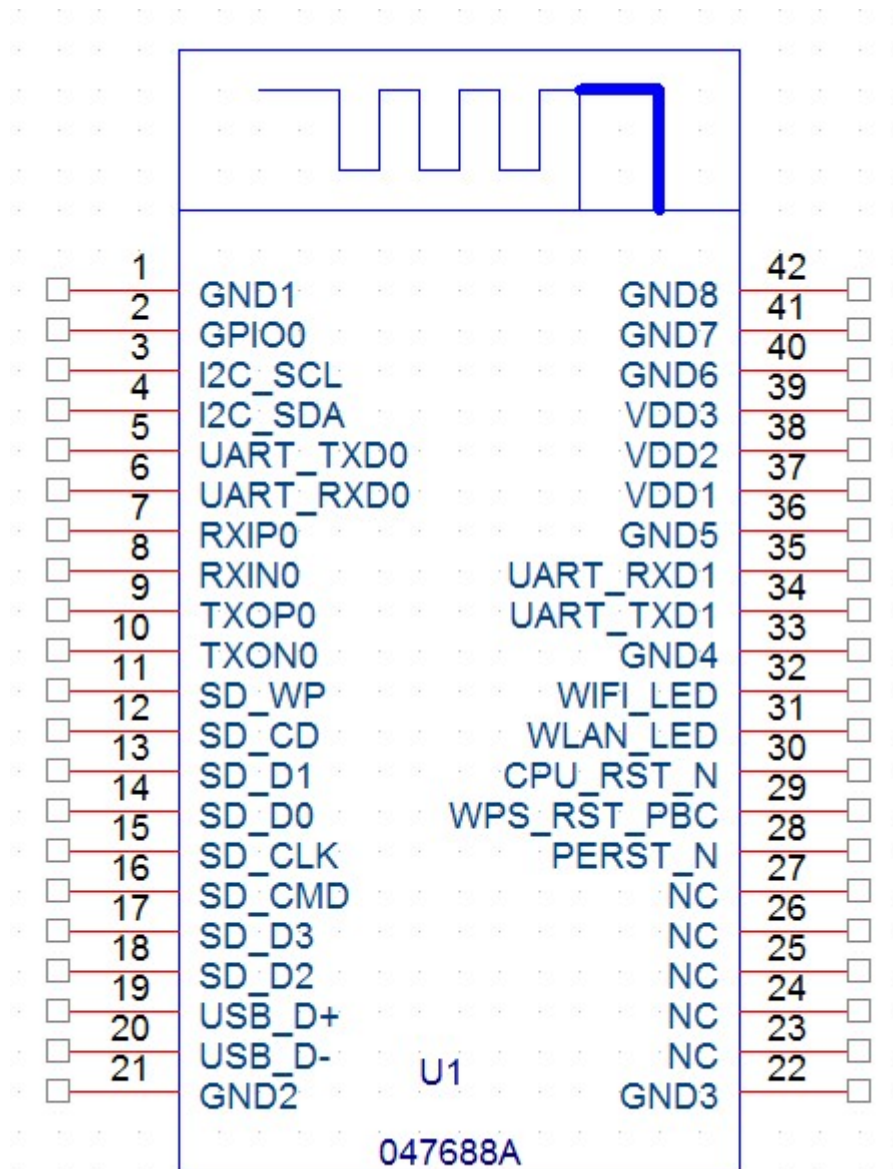 1 GND1 GND8 42
2 GPIO0 GND7 41
3 I2C_SCL GND6 40
4 I2C_SDA VDD3 39
5 UART_TXD0 VDD2 38
6 UART_RXD0 VDD1 37
7 RXIP0 GND5 36
8 RXIN0 UART_RXD1 35
9 TXOP0 UART_TXD1 34
10 TXON0 GND4 33
11 SD_WP WIFI_LED 32
12 SD_CD WLAN_LED 31
13 SD_D1 CPU_RST_N 30
14 SD_D0 WPS_RST_PBC 29
15 SD_CLK PERST_N 28
16 SD_CMD NC 27
17 SD_D3 NC 26
18 SD_D2 NC 25
19 USB_D+ NC 24
20 USB_D- NC 23
21 GND2 GND3 22
U1
047688A